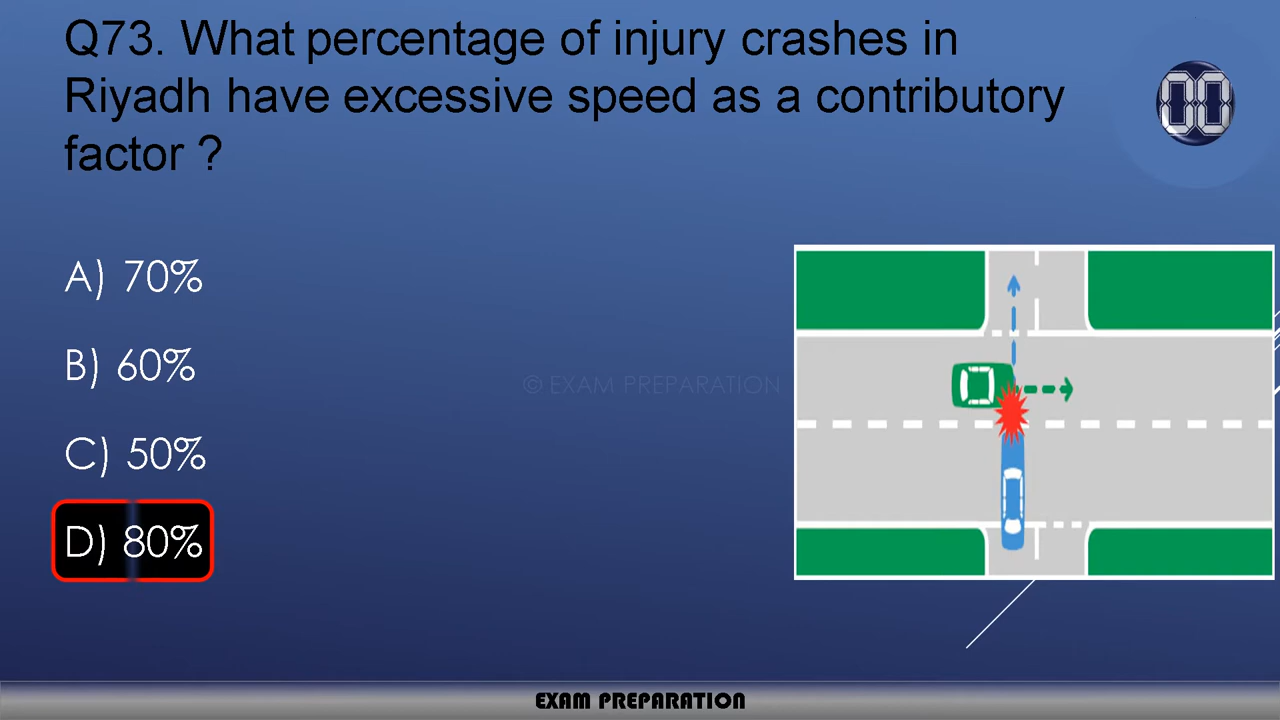 Q73. What percentage of injury crashes in
Riyadh have excessive speed as a contributory
factor ?
00
A) 70%
B) 60%
© EXAM PREPARATION
C) 50%
D) 80%
EXAM PREPARATION